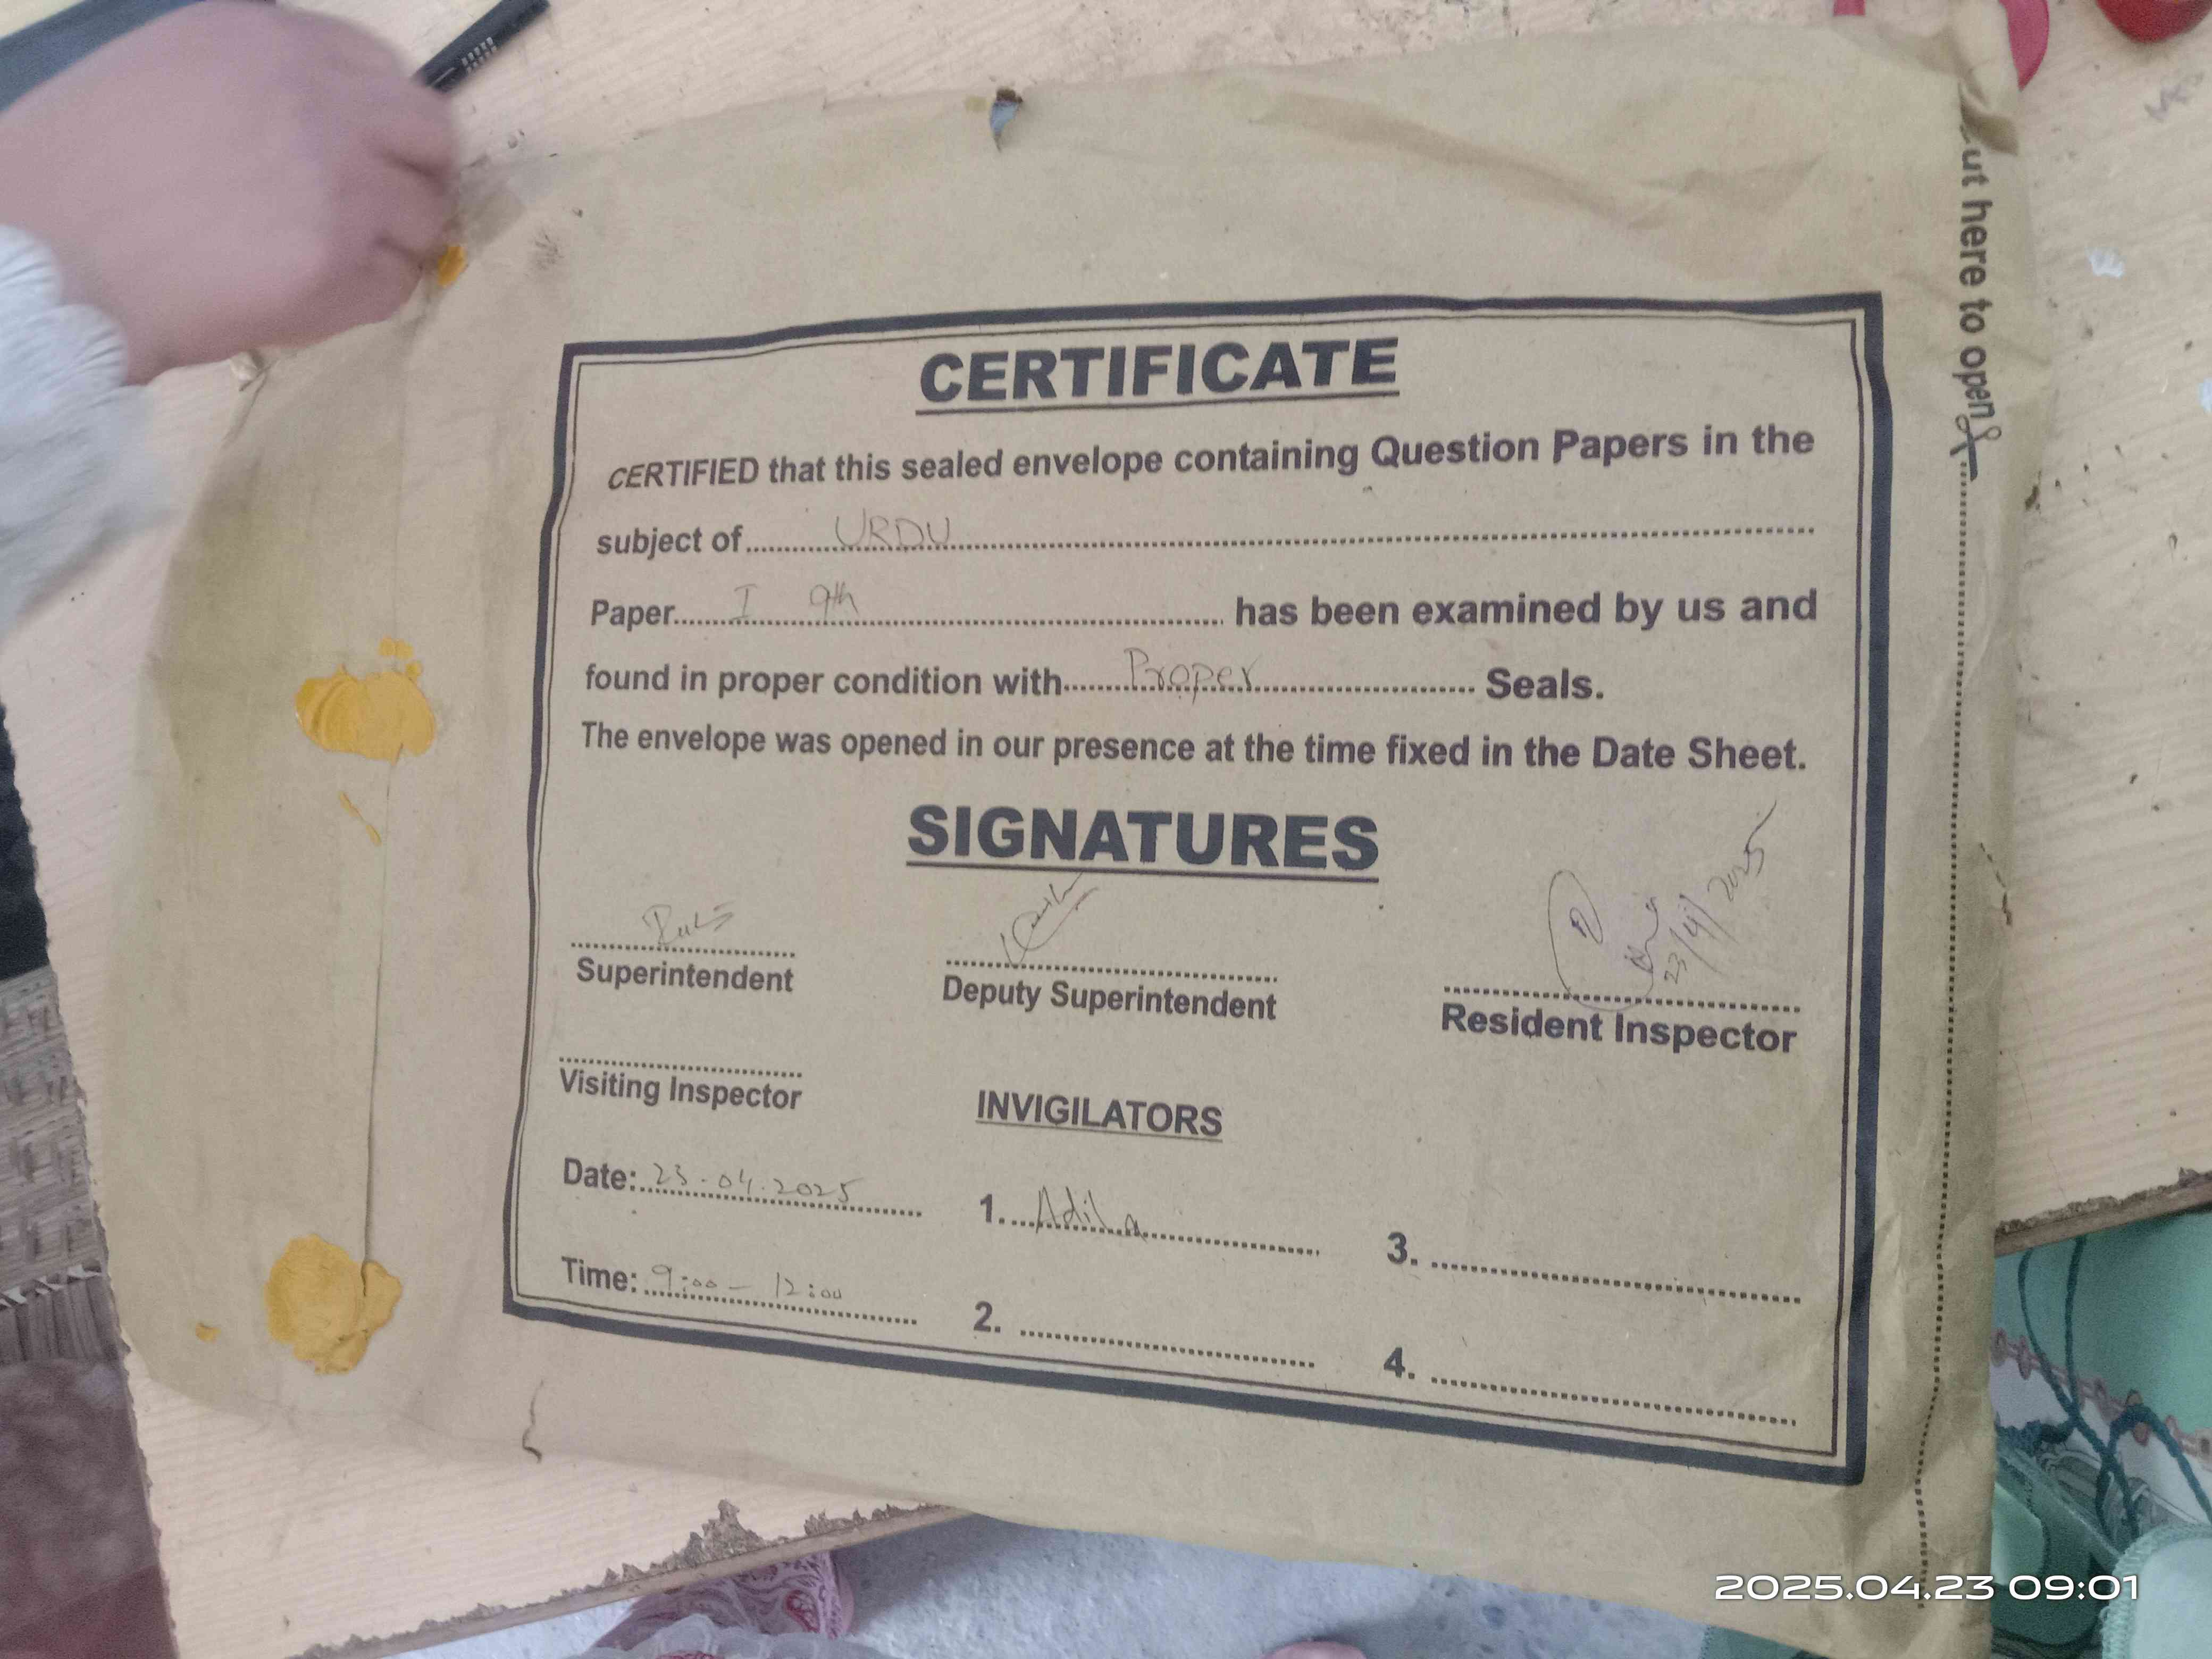 CERTIFICATE
CERTIFIED that this sealed envelope containing Question Papers in the
subject of URDU
Paper I 9th has been examined by us and
found in proper condition with Proper Seals.
The envelope was opened in our presence at the time fixed in the Date Sheet.
SIGNATURES
23/4/2025
Superintendent Deputy Superintendent Resident Inspector
Visiting Inspector
INVIGILATORS
Date: 23.04.2025 1. Adila 3.
Time: 9:00 – 12:00 2. 4.
ut here to open
2025.04.23 09:01